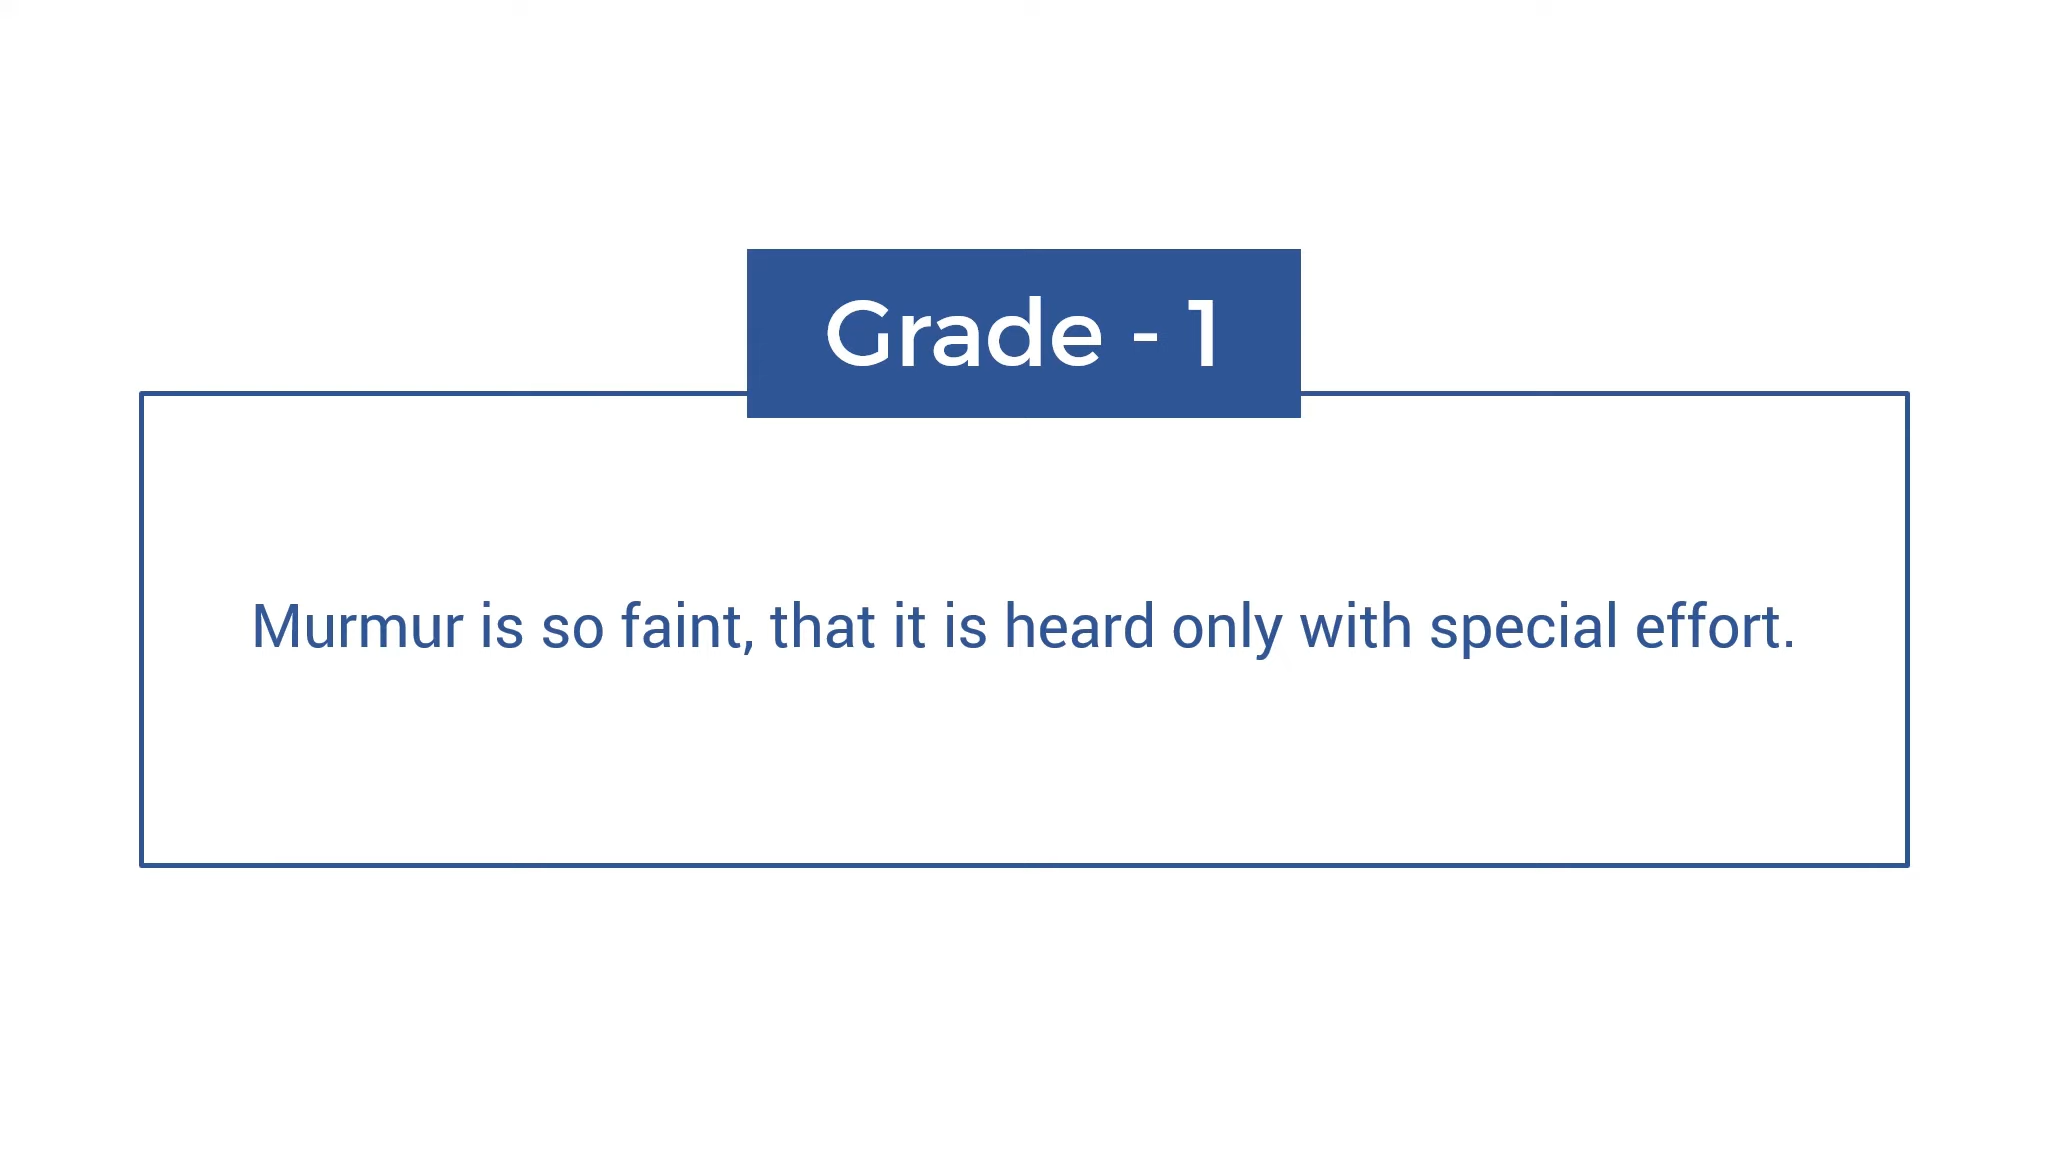 Grade - 1
Murmur is so faint, that it is heard only with special effort.